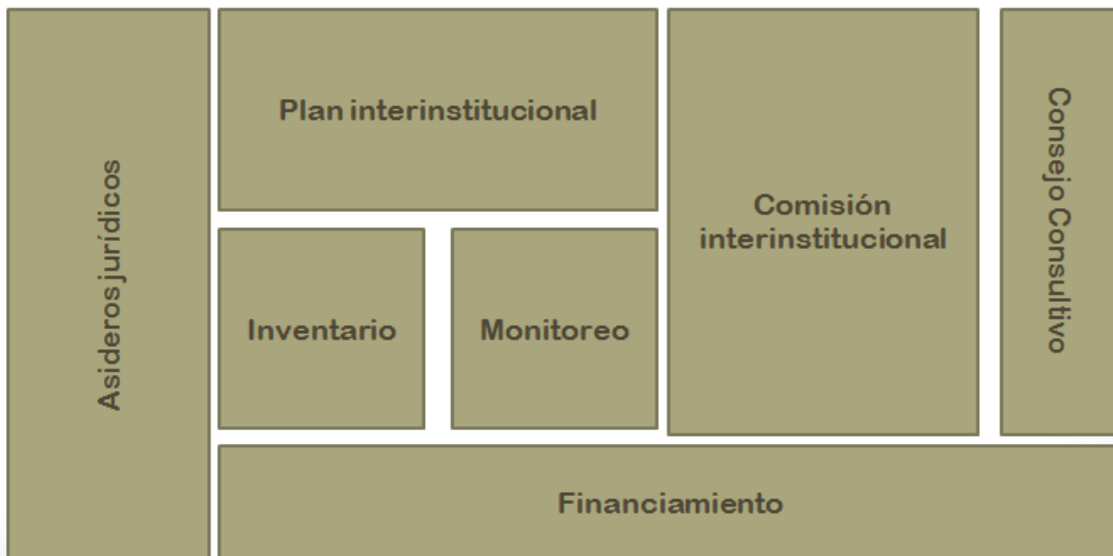 Asideros jurídicos
Plan interinstitucional
Inventario
Monitoreo
Comisión
interinstitucional
Consejo Consultivo
Financiamiento